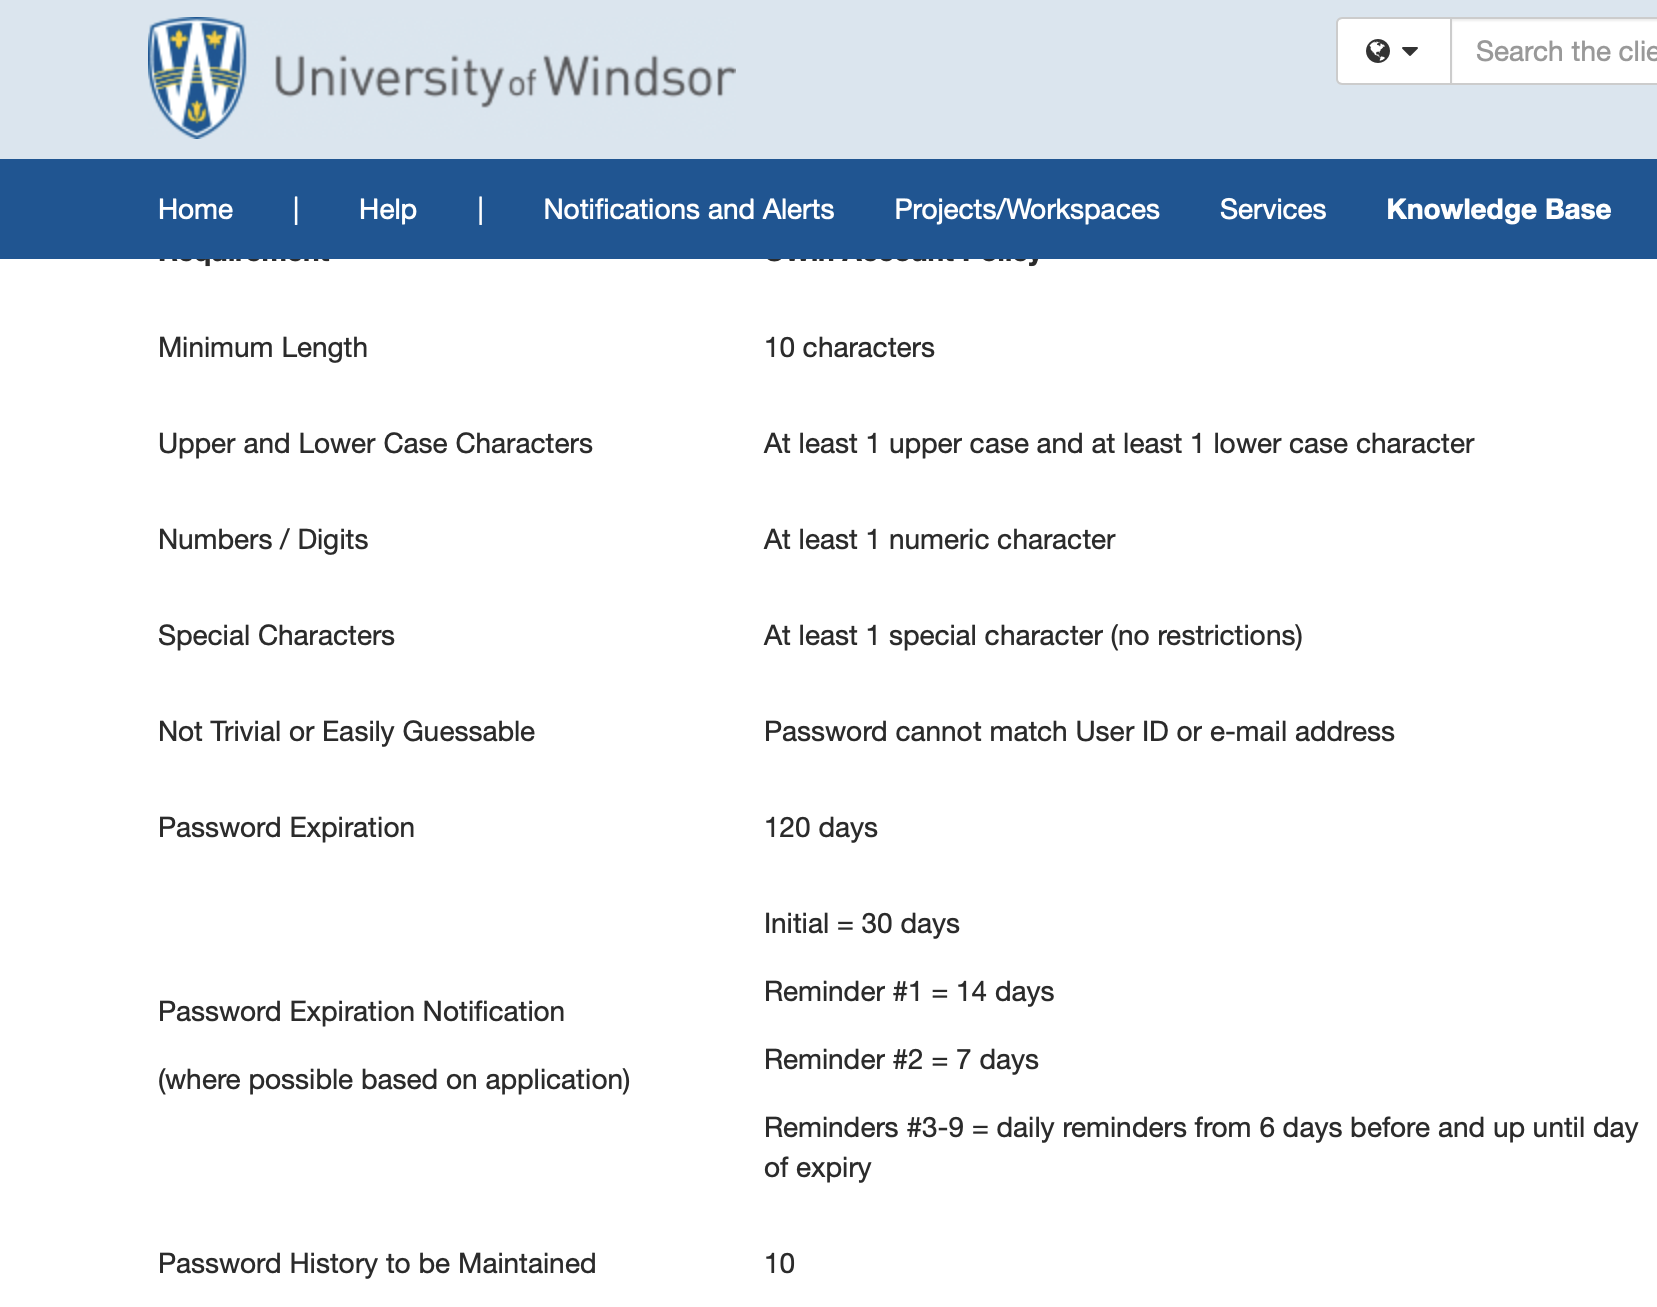 University of Windsor
Search the clie
Home | Help | Notifications and Alerts Projects/Workspaces Services Knowledge Base
Requirement UWin Account Policy
Minimum Length 10 characters
Upper and Lower Case Characters At least 1 upper case and at least 1 lower case character
Numbers / Digits At least 1 numeric character
Special Characters At least 1 special character (no restrictions)
Not Trivial or Easily Guessable Password cannot match User ID or e-mail address
Password Expiration 120 days
Password Expiration Notification
(where possible based on application)
Initial = 30 days
Reminder #1 = 14 days
Reminder #2 = 7 days
Reminders #3-9 = daily reminders from 6 days before and up until day
of expiry
Password History to be Maintained 10